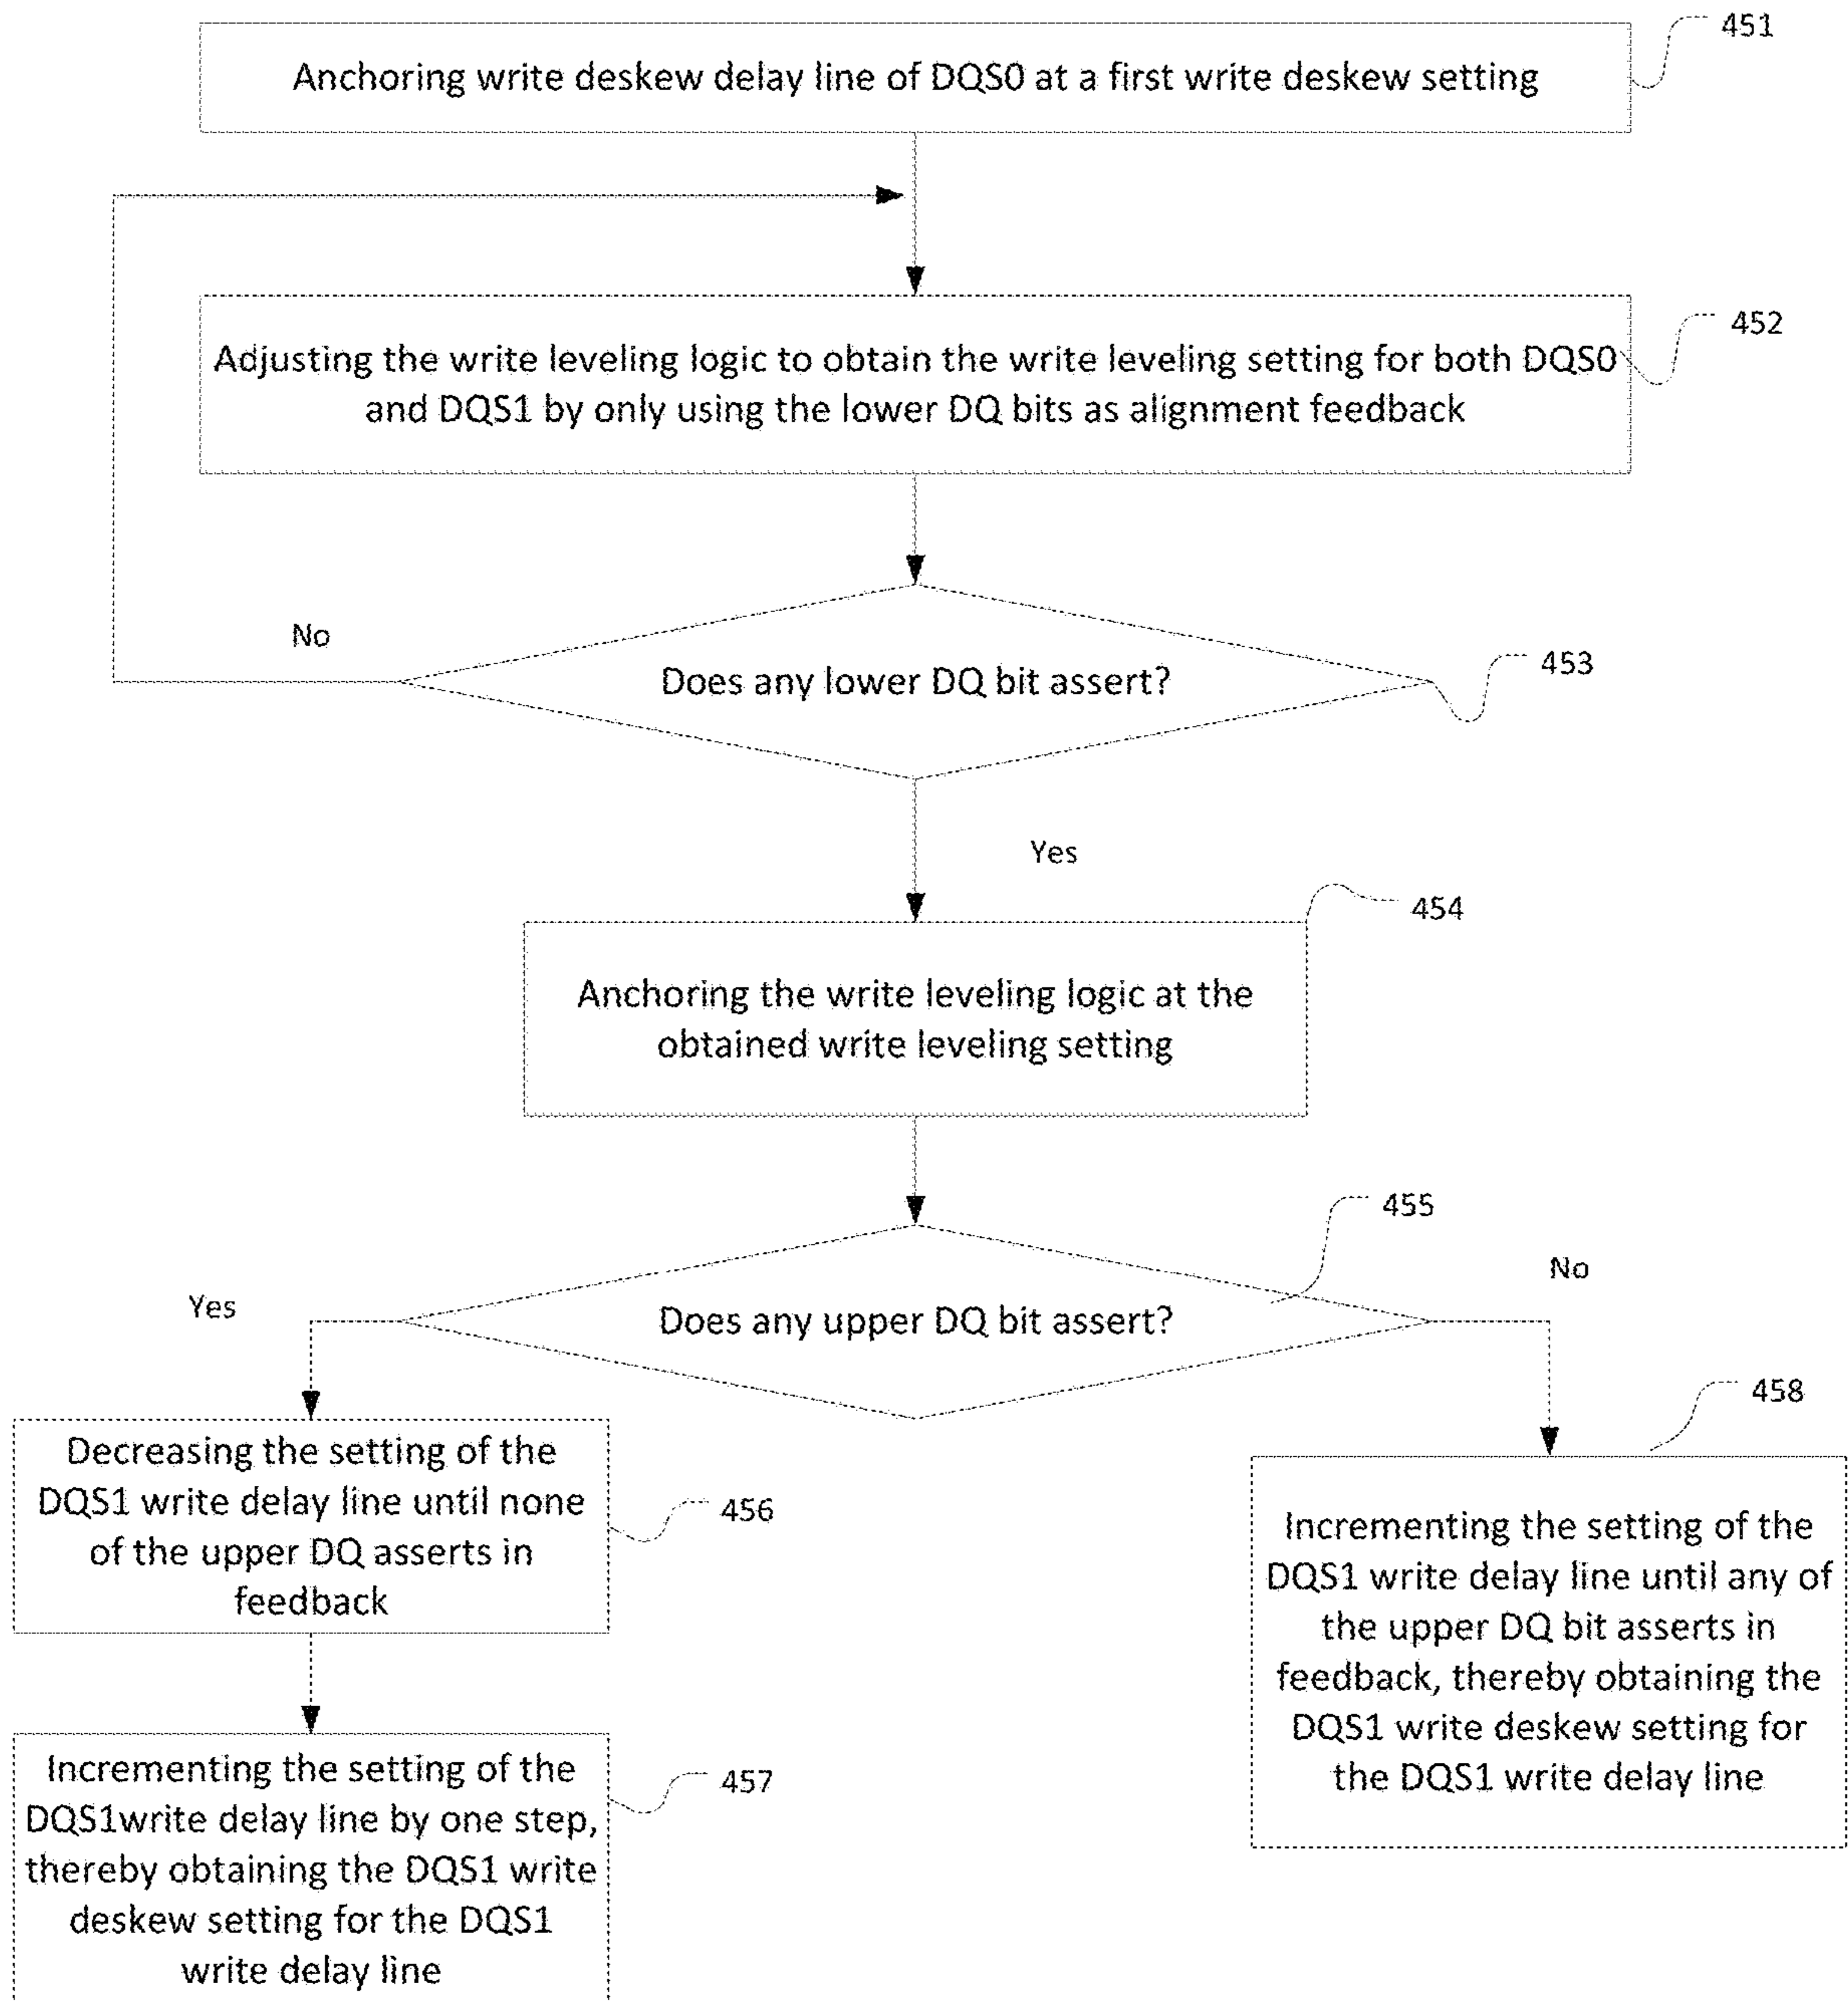 451
Anchoring write deskew delay line of DQS0 at a first write deskew setting
452
Adjusting the write leveling logic to obtain the write leveling setting for both DQS0
and DQS1 by only using the lower DQ bits as alignment feedback
No
453
Does any lower DQ bit assert?
Yes
454
Anchoring the write leveling logic at the
obtained write leveling setting
455
No
Yes
Does any upper DQ bit assert?
458
Decreasing the setting of the
DQS1 write delay line until none
of the upper DQ asserts in
feedback
456
Incrementing the setting of the
DQS1 write delay line until any of
the upper DQ bit asserts in
feedback, thereby obtaining the
DQS1 write deskew setting for
the DQS1 write delay line
Incrementing the setting of the
DQS1write delay line by one step,
thereby obtaining the DQS1 write
deskew setting for the DQS1
write delay line
457